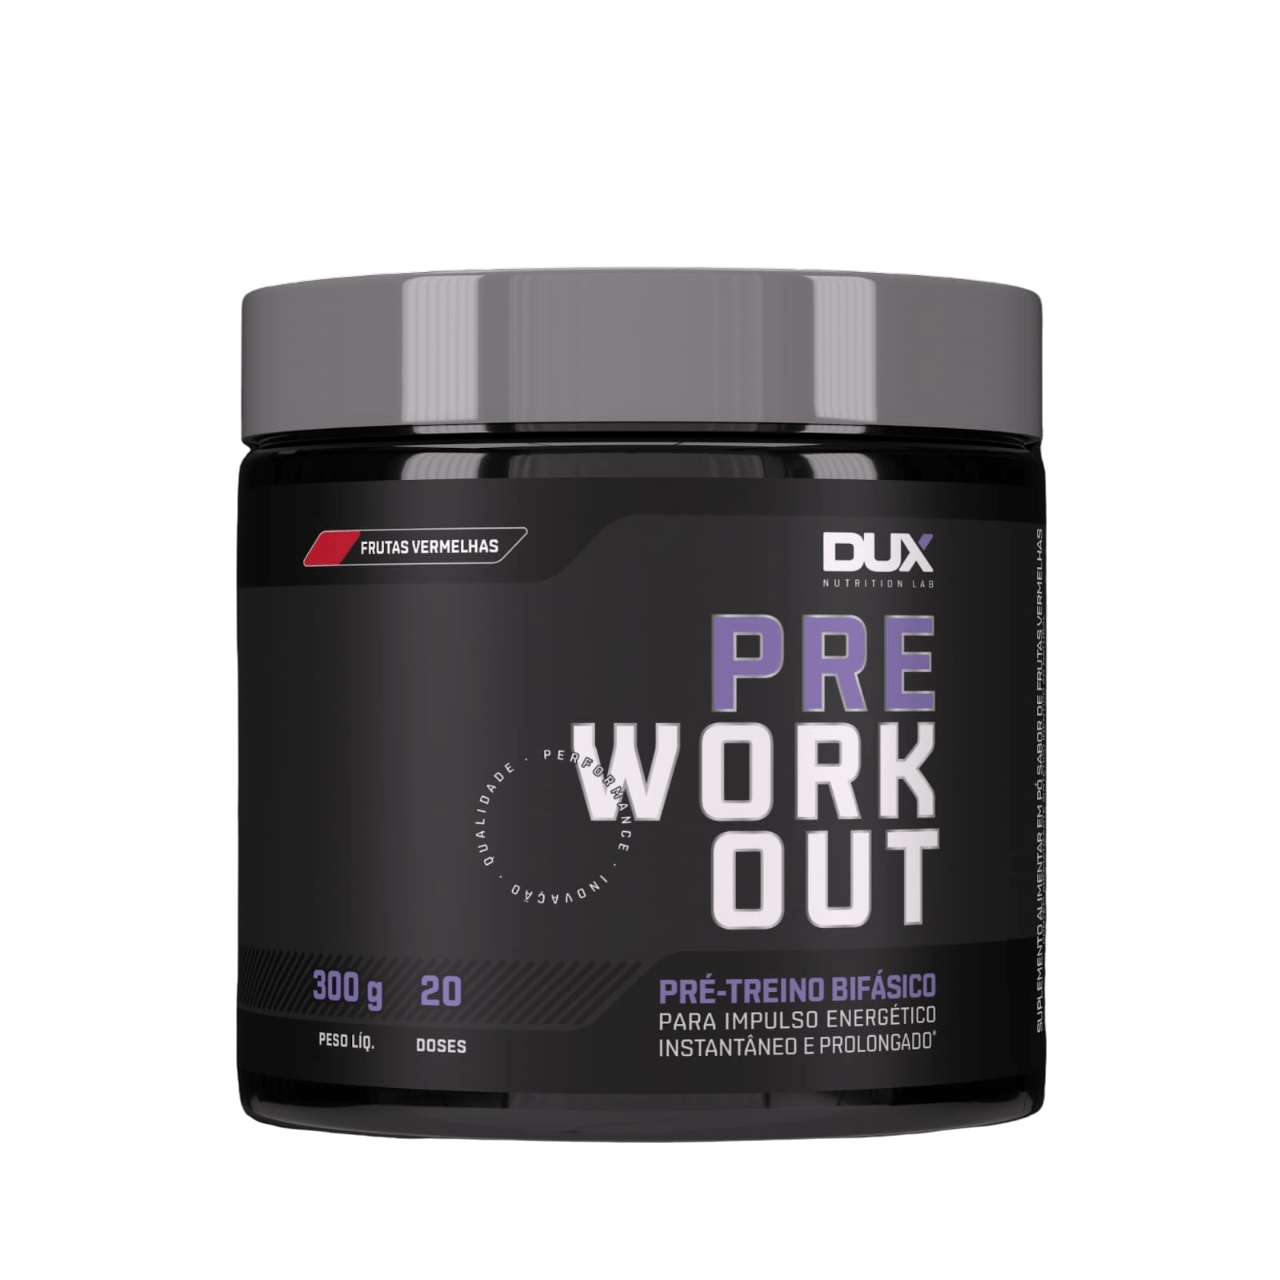 FRUTAS VERMELHAS
DUX
NUTRITION LAB
PRE
WORK
OUT
QUALIDADE · PERFORMANCE · INOVAÇÃO ·
300 g
PESO LÍQ.
20
DOSES
PRÉ-TREINO BIFÁSICO
PARA IMPULSO ENERGÉTICO
INSTANTÂNEO E PROLONGADO*
SUPLEMENTO ALIMENTAR EM PÓ SABOR DE FRUTAS VERMELHAS